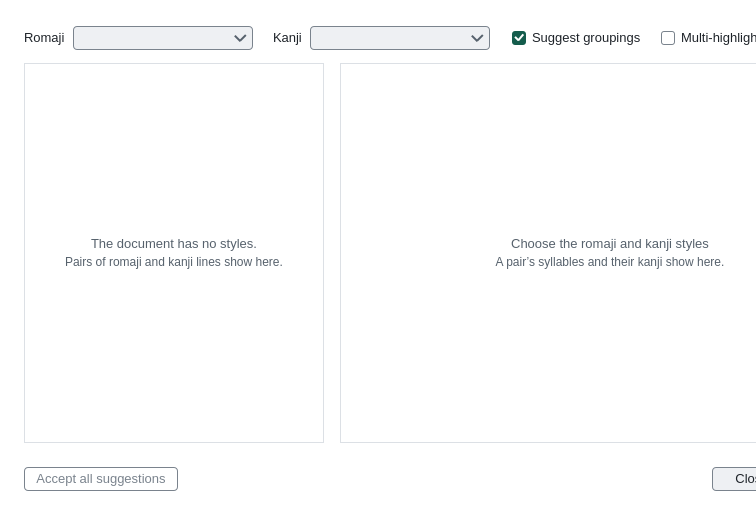 Romaji Kanji Suggest groupings
The document has no styles.
Pairs of romaji and kanji lines show here.
Choose the romaji and kanji styles
A pair’s syllables and their kanji show here.
Accept all suggestions